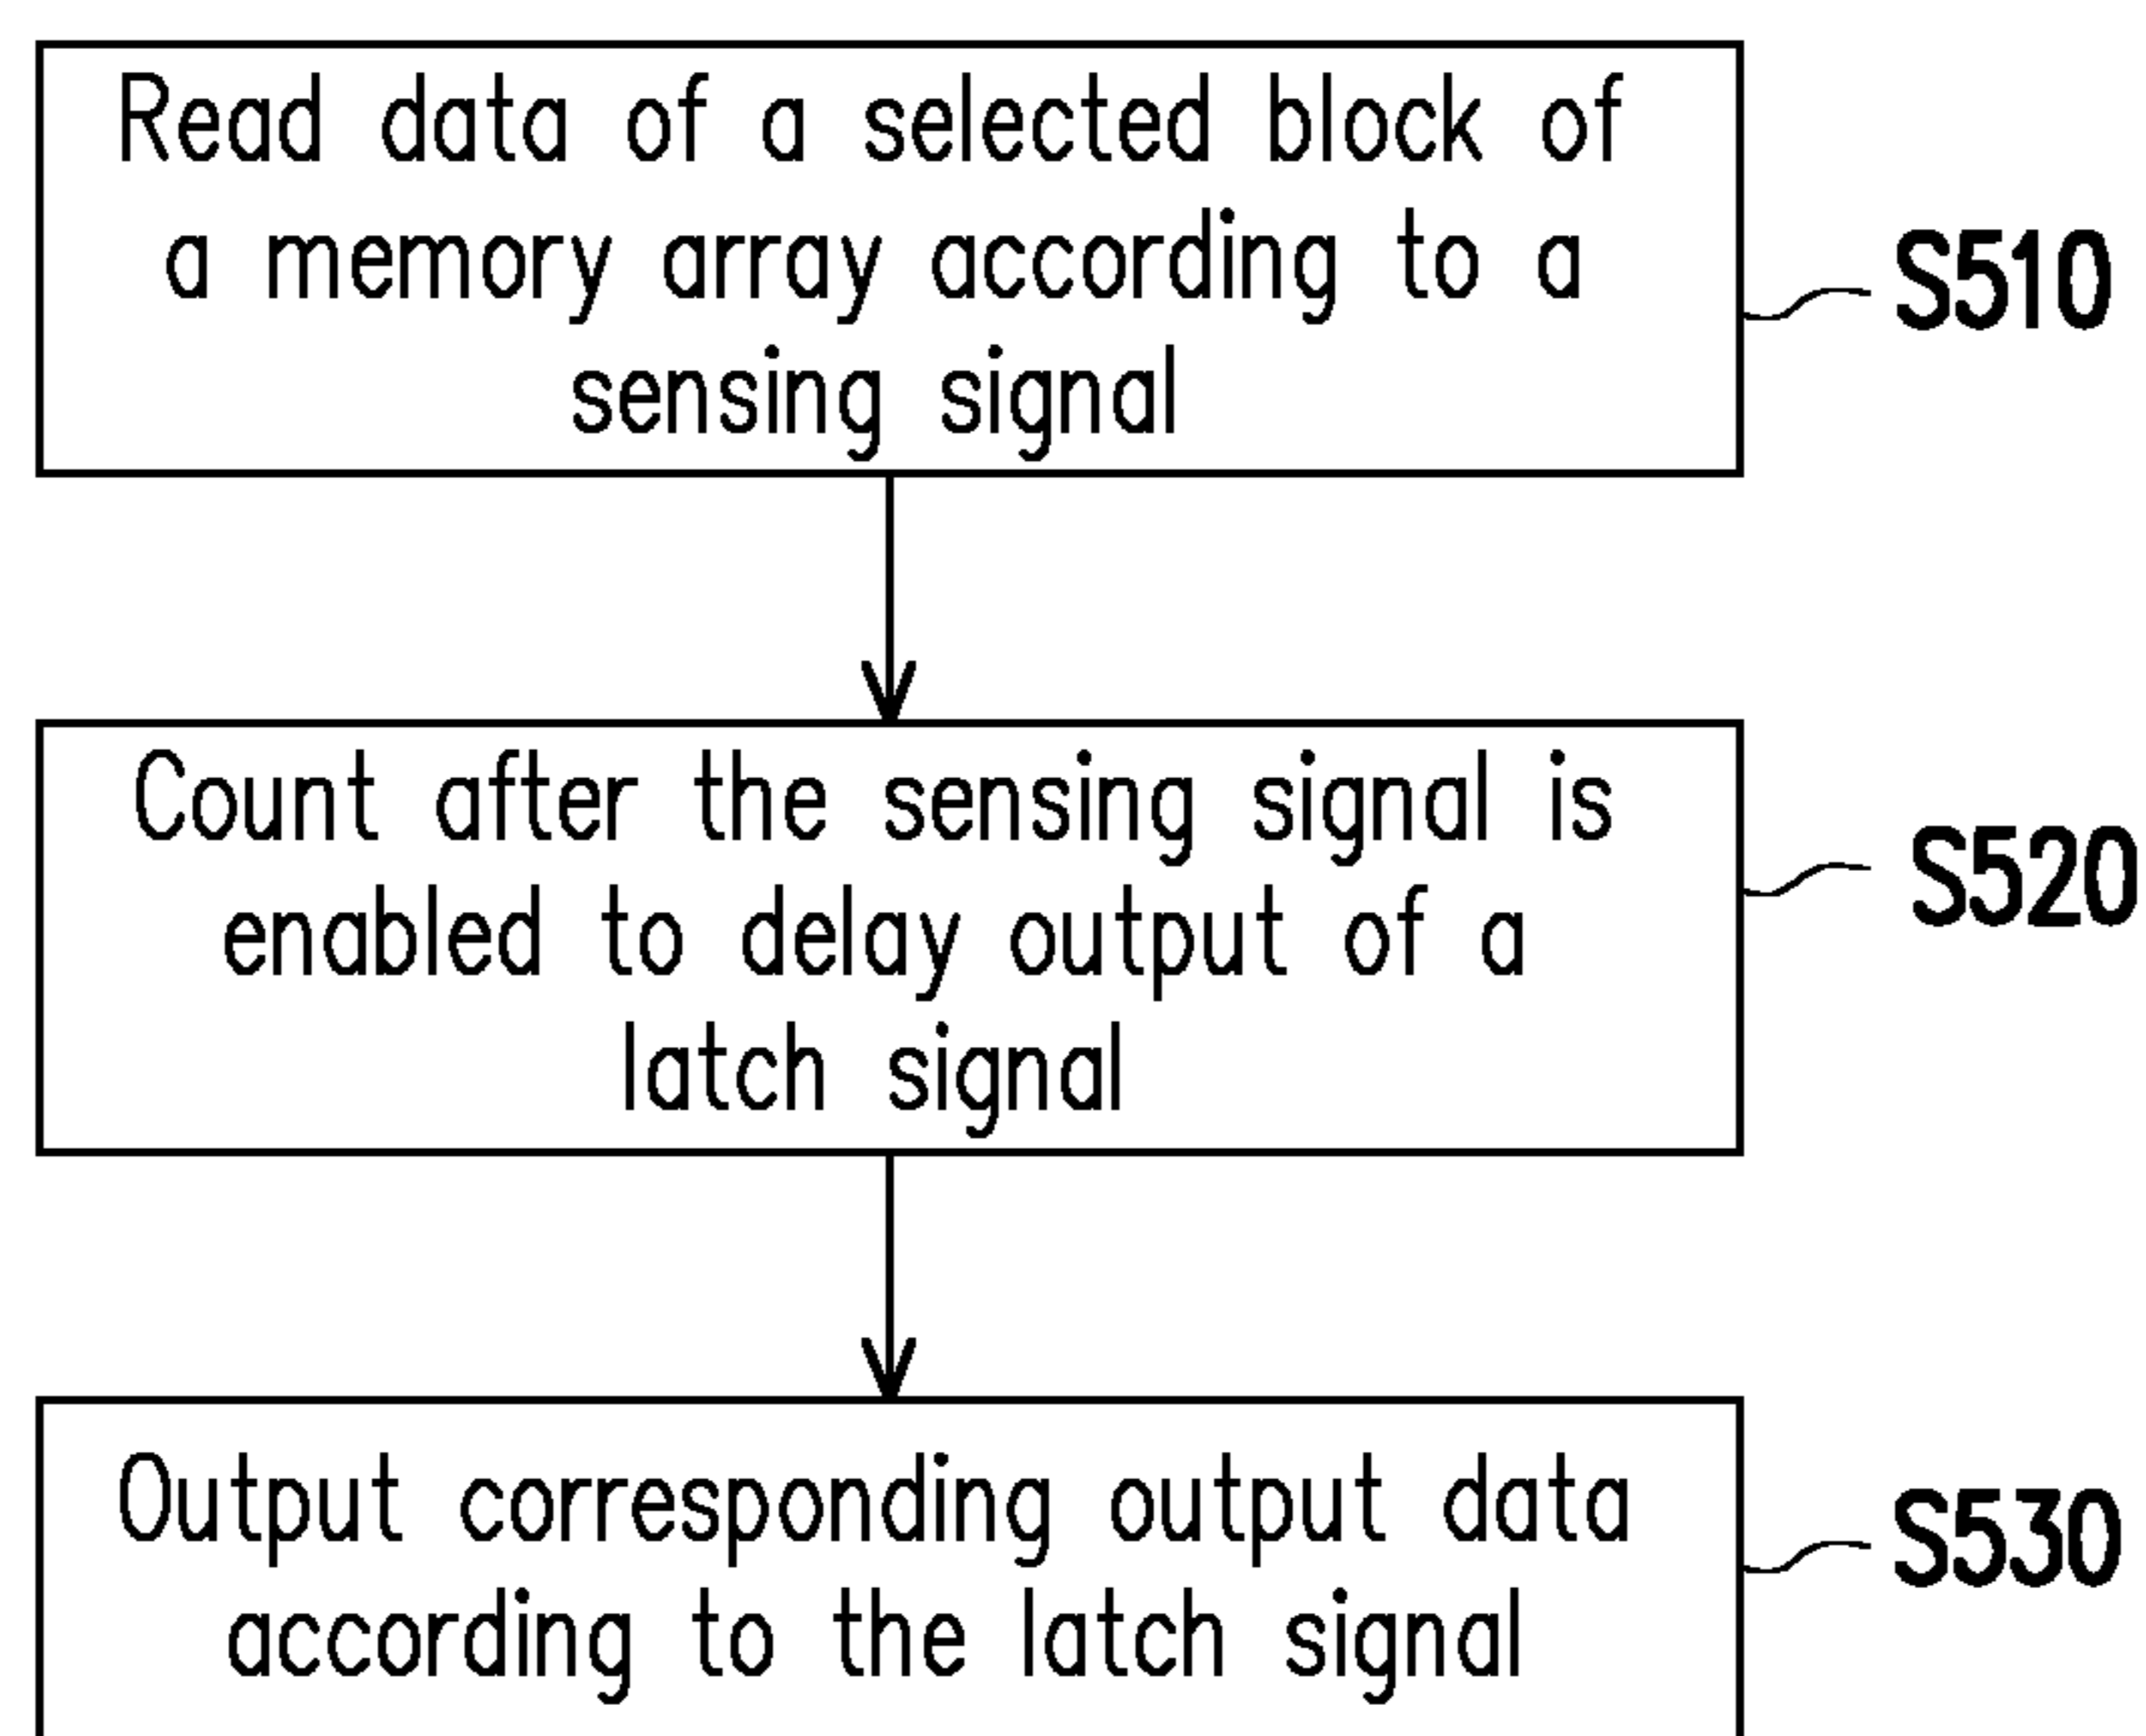 Read data of a selected block of
a memory array according to a
sensing signal
S510
Count after the sensing signal is
enabled to delay output of a
latch signal
S520
Output corresponding output data
according to the latch signal
S530